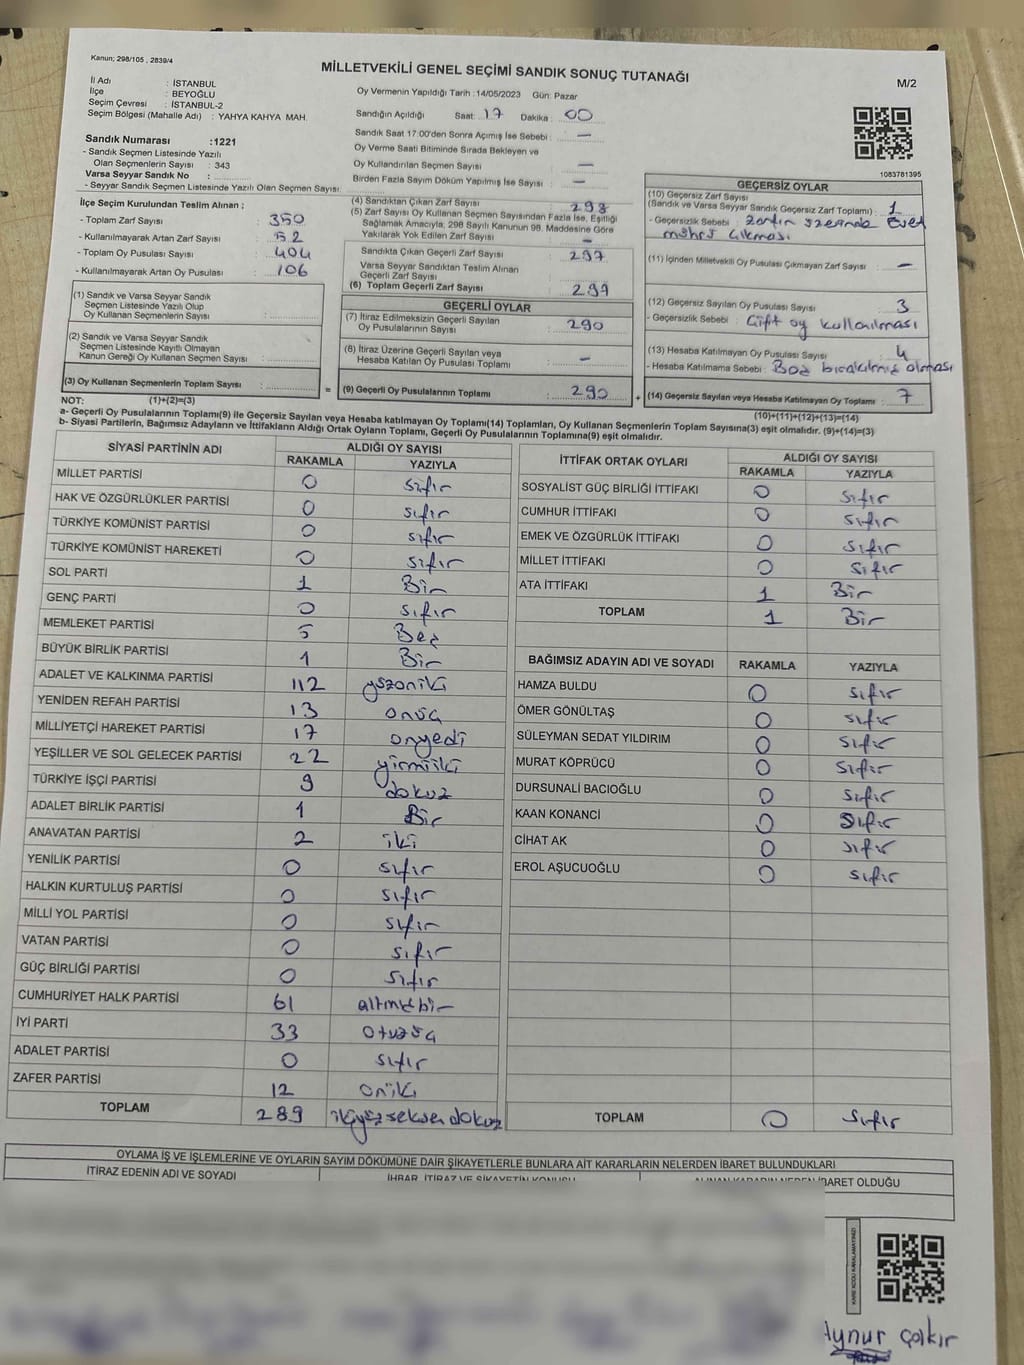 Kanun; 298/105 , 2839/4
MİLLETVEKİLİ GENEL SEÇİMİ SANDIK SONUÇ TUTANAĞI
M/2
İl Adı : İSTANBUL
İlçe : BEYOĞLU
Seçim Çevresi : İSTANBUL-2
Seçim Bölgesi (Mahalle Adı) : YAHYA KAHYA MAH.
Sandık Numarası :1221
- Sandık Seçmen Listesinde Yazılı
Olan Seçmenlerin Sayısı : 343
Varsa Seyyar Sandık No :
- Seyyar Sandık Seçmen Listesinde Yazılı Olan Seçmen Sayısı:
Oy Vermenin Yapıldığı Tarih : 14/05/2023 Gün: Pazar
Sandığın Açıldığı Saat: 17 Dakika : 00
Sandık Saat 17:00'den Sonra Açımış İse Sebebi : —
Oy Verme Saati Bitiminde Sırada Bekleyen ve
Oy Kullandırılan Seçmen Sayısı : —
Birden Fazla Sayım Döküm Yapılmış İse Sayısı : —
1083781395
İlçe Seçim Kurulundan Teslim Alınan ;
- Toplam Zarf Sayısı : 350
- Kullanılmayarak Artan Zarf Sayısı : 52
- Toplam Oy Pusulası Sayısı : 404
- Kullanılmayarak Artan Oy Pusulası : 106
(1) Sandık ve Varsa Seyyar Sandık
Seçmen Listesinde Yazılı Olup
Oy Kullanan Seçmenlerin Sayısı :
(2) Sandık ve Varsa Seyyar Sandık
Seçmen Listesinde Kayıtlı Olmayan
Kanun Gereği Oy Kullanan Seçmen Sayısı :
(3) Oy Kullanan Seçmenlerin Toplam Sayısı :
(4) Sandıktan Çıkan Zarf Sayısı : 298
(5) Zarf Sayısı Oy Kullanan Seçmen Sayısından Fazla İse, Eşitliği
Sağlamak Amacıyla, 298 Sayılı Kanunun 98. Maddesine Göre
Yakılarak Yok Edilen Zarf Sayısı : —
Sandıkta Çıkan Geçerli Zarf Sayısı : 297
Varsa Seyyar Sandıktan Teslim Alınan
Geçerli Zarf Sayısı :
(6) Toplam Geçerli Zarf Sayısı : 297
GEÇERLİ OYLAR
(7) İtiraz Edilmeksizin Geçerli Sayılan
Oy Pusulalarının Sayısı : 290
(8) İtiraz Üzerine Geçerli Sayılan veya
Hesaba Katılan Oy Pusulası Toplamı : —
= (9) Geçerli Oy Pusulalarının Toplamı : 290
GEÇERSİZ OYLAR
(10) Geçersiz Zarf Sayısı
(Sandık ve Varsa Seyyar Sandık Geçersiz Zarf Toplamı) : 1
- Geçersizlik Sebebi : zarfın üzerinde Evet
mührü çıkması
(11) İçinden Milletvekili Oy Pusulası Çıkmayan Zarf Sayısı : —
(12) Geçersiz Sayılan Oy Pusulası Sayısı : 3
- Geçersizlik Sebebi : Çift oy kullanılması
(13) Hesaba Katılmayan Oy Pusulası Sayısı : 4
- Hesaba Katılmama Sebebi : Boş bırakılmış olması
+ (14) Geçersiz Sayılan veya Hesaba Katılmayan Oy Toplamı : 7
NOT: (1)+(2)=(3) (10)+(11)+(12)+(13)=(14)
a- Geçerli Oy Pusulalarının Toplamı(9) ile Geçersiz Sayılan veya Hesaba katılmayan Oy Toplamı(14) Toplamları, Oy Kullanan Seçmenlerin Toplam Sayısına(3) eşit olmalıdır. (9)+(14)=(3)
b- Siyasi Partilerin, Bağımsız Adayların ve İttifakların Aldığı Ortak Oyların Toplamı, Geçerli Oy Pusulalarının Toplamına(9) eşit olmalıdır.
SİYASİ PARTİNİN ADI ALDIĞI OY SAYISI
RAKAMLA YAZIYLA
MİLLET PARTİSİ 0 sıfır
HAK VE ÖZGÜRLÜKLER PARTİSİ 0 sıfır
TÜRKİYE KOMÜNİST PARTİSİ 0 sıfır
TÜRKİYE KOMÜNİST HAREKETİ 0 sıfır
SOL PARTİ 1 Bir
GENÇ PARTİ 0 sıfır
MEMLEKET PARTİSİ 5 Beş
BÜYÜK BİRLİK PARTİSİ 1 Bir
ADALET VE KALKINMA PARTİSİ 112 yüzoniki
YENİDEN REFAH PARTİSİ 13 onüç
MİLLİYETÇİ HAREKET PARTİSİ 17 onyedi
YEŞİLLER VE SOL GELECEK PARTİSİ 22 yirmiiki
TÜRKİYE İŞÇİ PARTİSİ 9 dokuz
ADALET BİRLİK PARTİSİ 1 Bir
ANAVATAN PARTİSİ 2 iki
YENİLİK PARTİSİ 0 sıfır
HALKIN KURTULUŞ PARTİSİ 0 sıfır
MİLLİ YOL PARTİSİ 0 sıfır
VATAN PARTİSİ 0 sıfır
GÜÇ BİRLİĞİ PARTİSİ 0 sıfır
CUMHURİYET HALK PARTİSİ 61 altmışbir
İYİ PARTİ 33 otuzüç
ADALET PARTİSİ 0 sıfır
ZAFER PARTİSİ 12 oniki
TOPLAM 289 ikiyüzseksendokuz
İTTİFAK ORTAK OYLARI ALDIĞI OY SAYISI
RAKAMLA YAZIYLA
SOSYALİST GÜÇ BİRLİĞİ İTTİFAKI 0 sıfır
CUMHUR İTTİFAKI 0 sıfır
EMEK VE ÖZGÜRLÜK İTTİFAKI 0 sıfır
MİLLET İTTİFAKI 0 sıfır
ATA İTTİFAKI 1 Bir
TOPLAM 1 Bir
BAĞIMSIZ ADAYIN ADI VE SOYADI RAKAMLA YAZIYLA
HAMZA BULDU 0 sıfır
ÖMER GÖNÜLTAŞ 0 sıfır
SÜLEYMAN SEDAT YILDIRIM 0 sıfır
MURAT KÖPRÜCÜ 0 sıfır
DURSUNALİ BACIOĞLU 0 sıfır
KAAN KONANCİ 0 sıfır
CİHAT AK 0 sıfır
EROL AŞUCUOĞLU 0 sıfır
TOPLAM 0 sıfır
OYLAMA İŞ VE İŞLEMLERİNE VE OYLARIN SAYIM DÖKÜMÜNE DAİR ŞİKAYETLERLE BUNLARA AİT KARARLARIN NELERDEN İBARET BULUNDUKLARI
İTİRAZ EDENİN ADI VE SOYADI İHBAR, İTİRAZ VE ŞİKAYETİN KONUSU ALINAN KARARIN NEDEN İBARET OLDUĞU
Aynur çakır